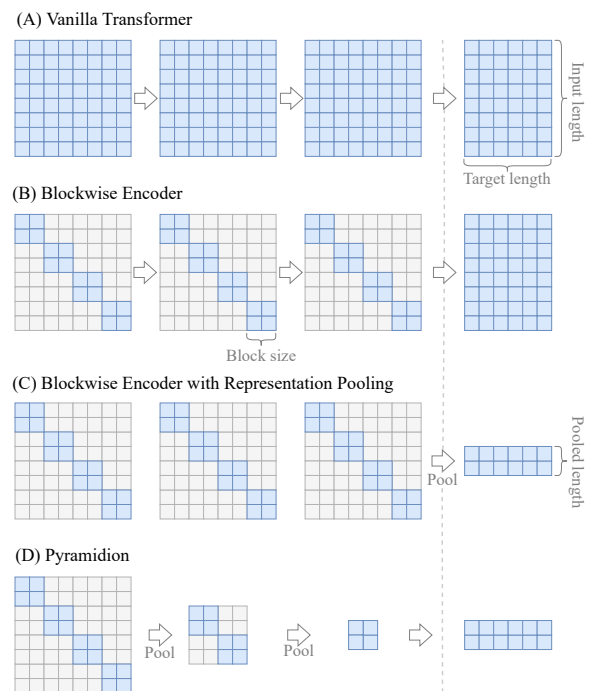 (A) Vanilla Transformer
Input length
Target length
(B) Blockwise Encoder
Block size
(C) Blockwise Encoder with Representation Pooling
Pool
Pooled length
(D) Pyramidion
Pool
Pool